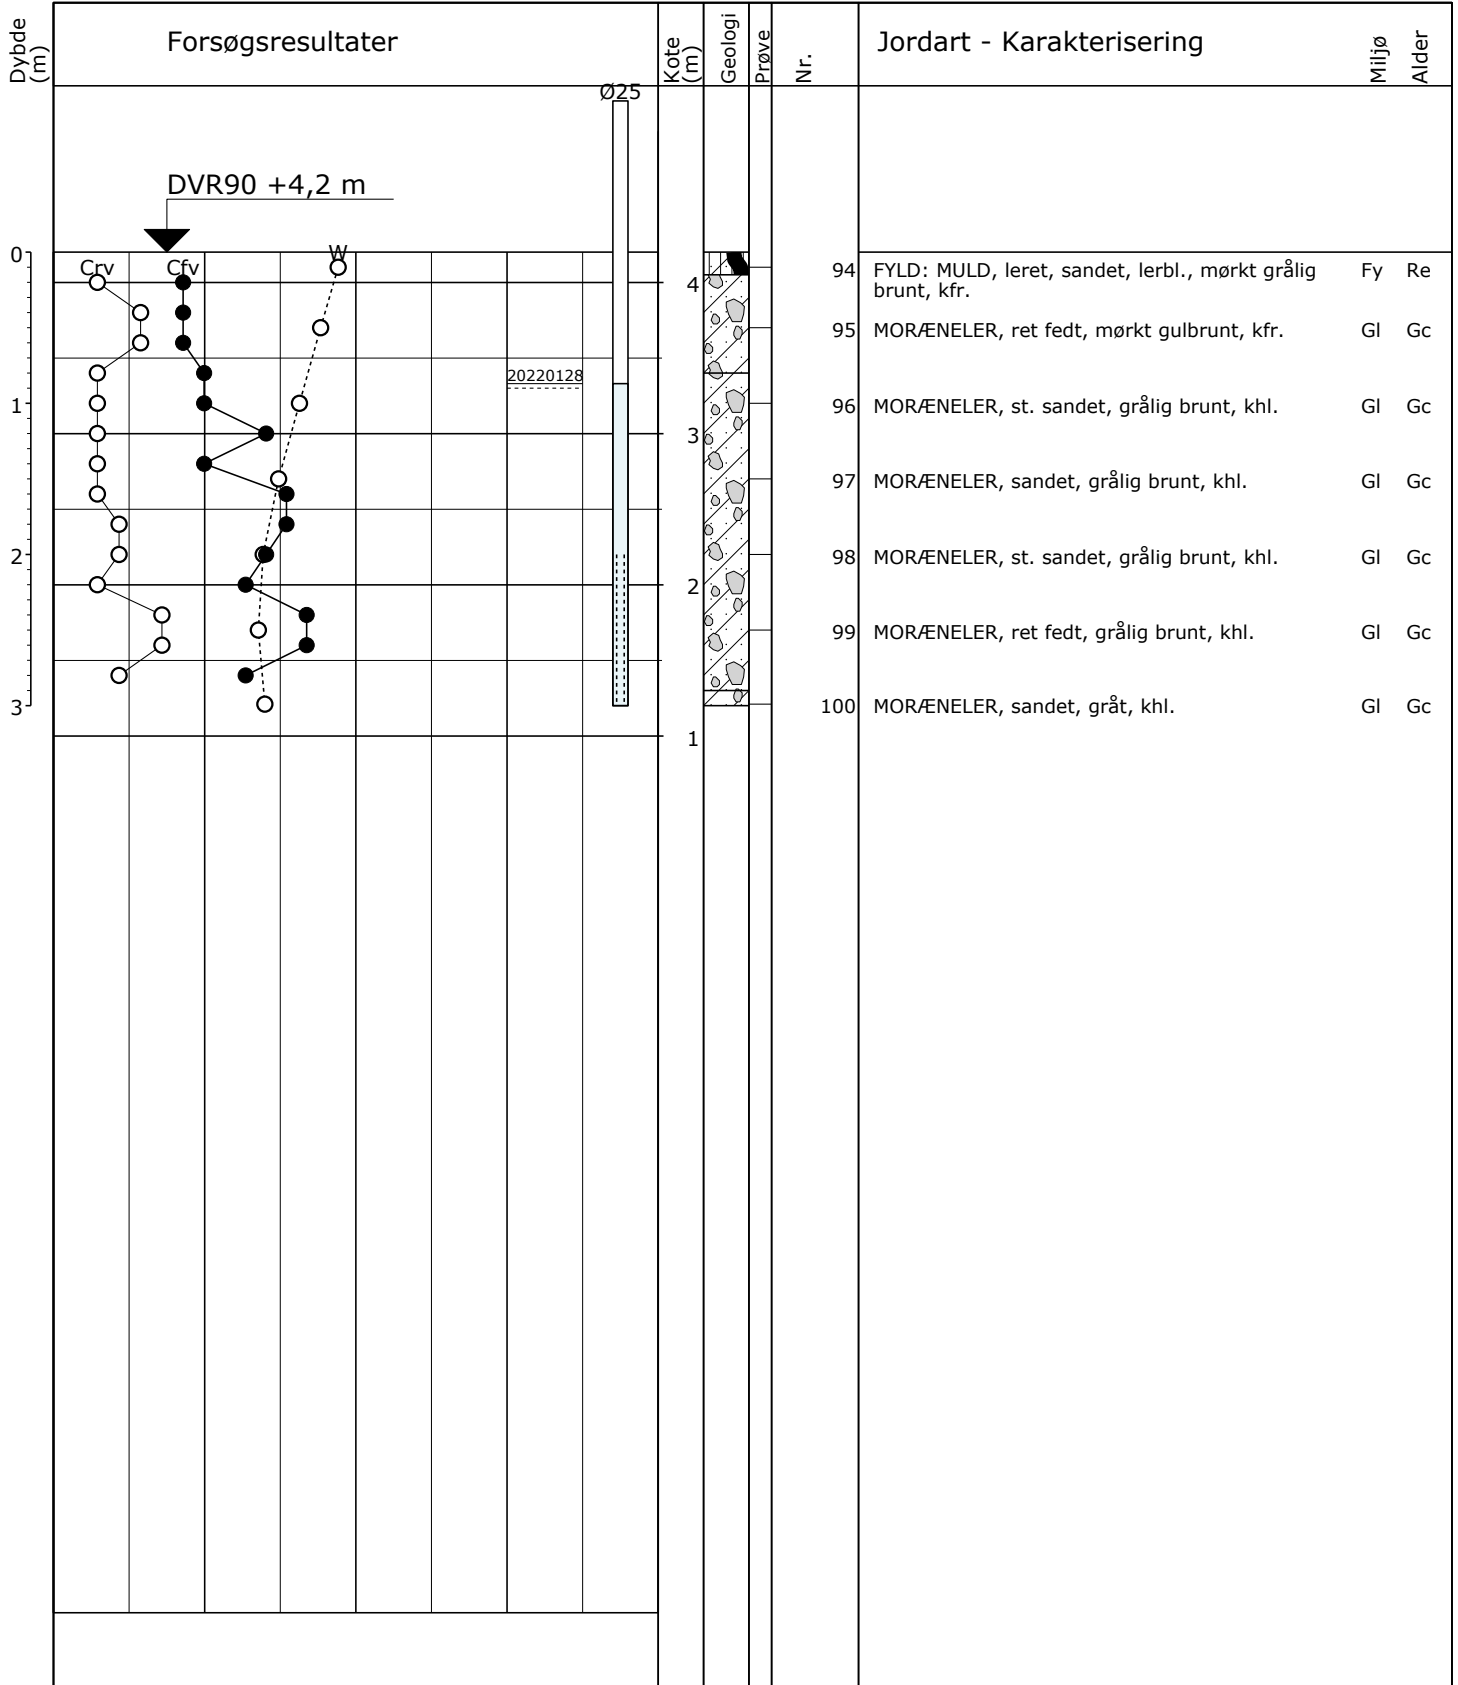 Dybde (m)
Forsøgsresultater
Kote (m)
Geologi
Prøve
Nr.
Jordart - Karakterisering
Miljø
Alder
Ø25
DVR90 +4,2 m
0
Crv
Cfv
W
94 FYLD: MULD, leret, sandet, lerbl., mørkt grålig Fy Re
brunt, kfr.
4
95 MORÆNELER, ret fedt, mørkt gulbrunt, kfr. Gl Gc
20220128
1
96 MORÆNELER, st. sandet, grålig brunt, khl. Gl Gc
3
97 MORÆNELER, sandet, grålig brunt, khl. Gl Gc
2
98 MORÆNELER, st. sandet, grålig brunt, khl. Gl Gc
2
99 MORÆNELER, ret fedt, grålig brunt, khl. Gl Gc
3
100 MORÆNELER, sandet, gråt, khl. Gl Gc
1